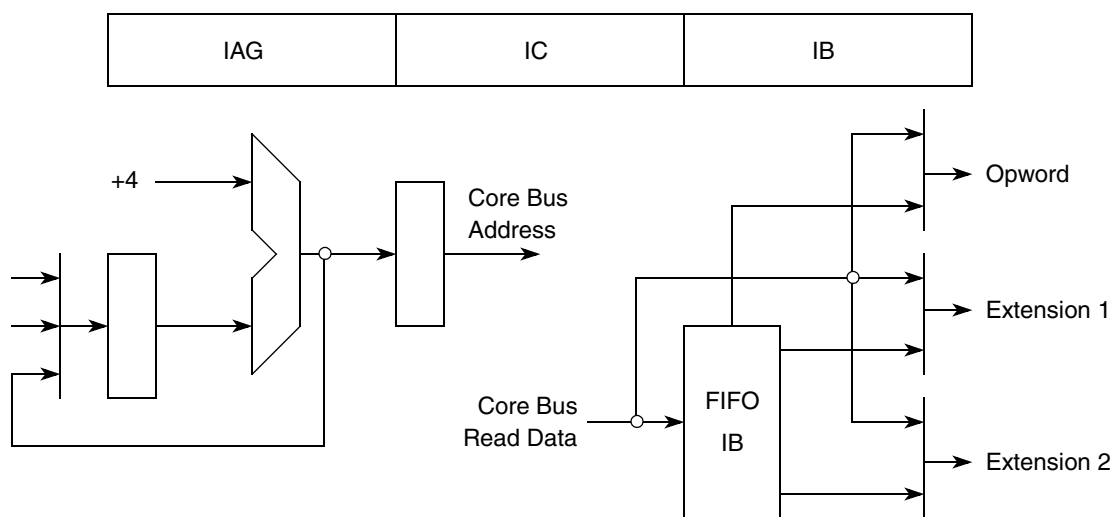 IAG
IC
IB
+4
Core Bus
Address
Opword
Extension 1
Core Bus
Read Data
FIFO
IB
Extension 2